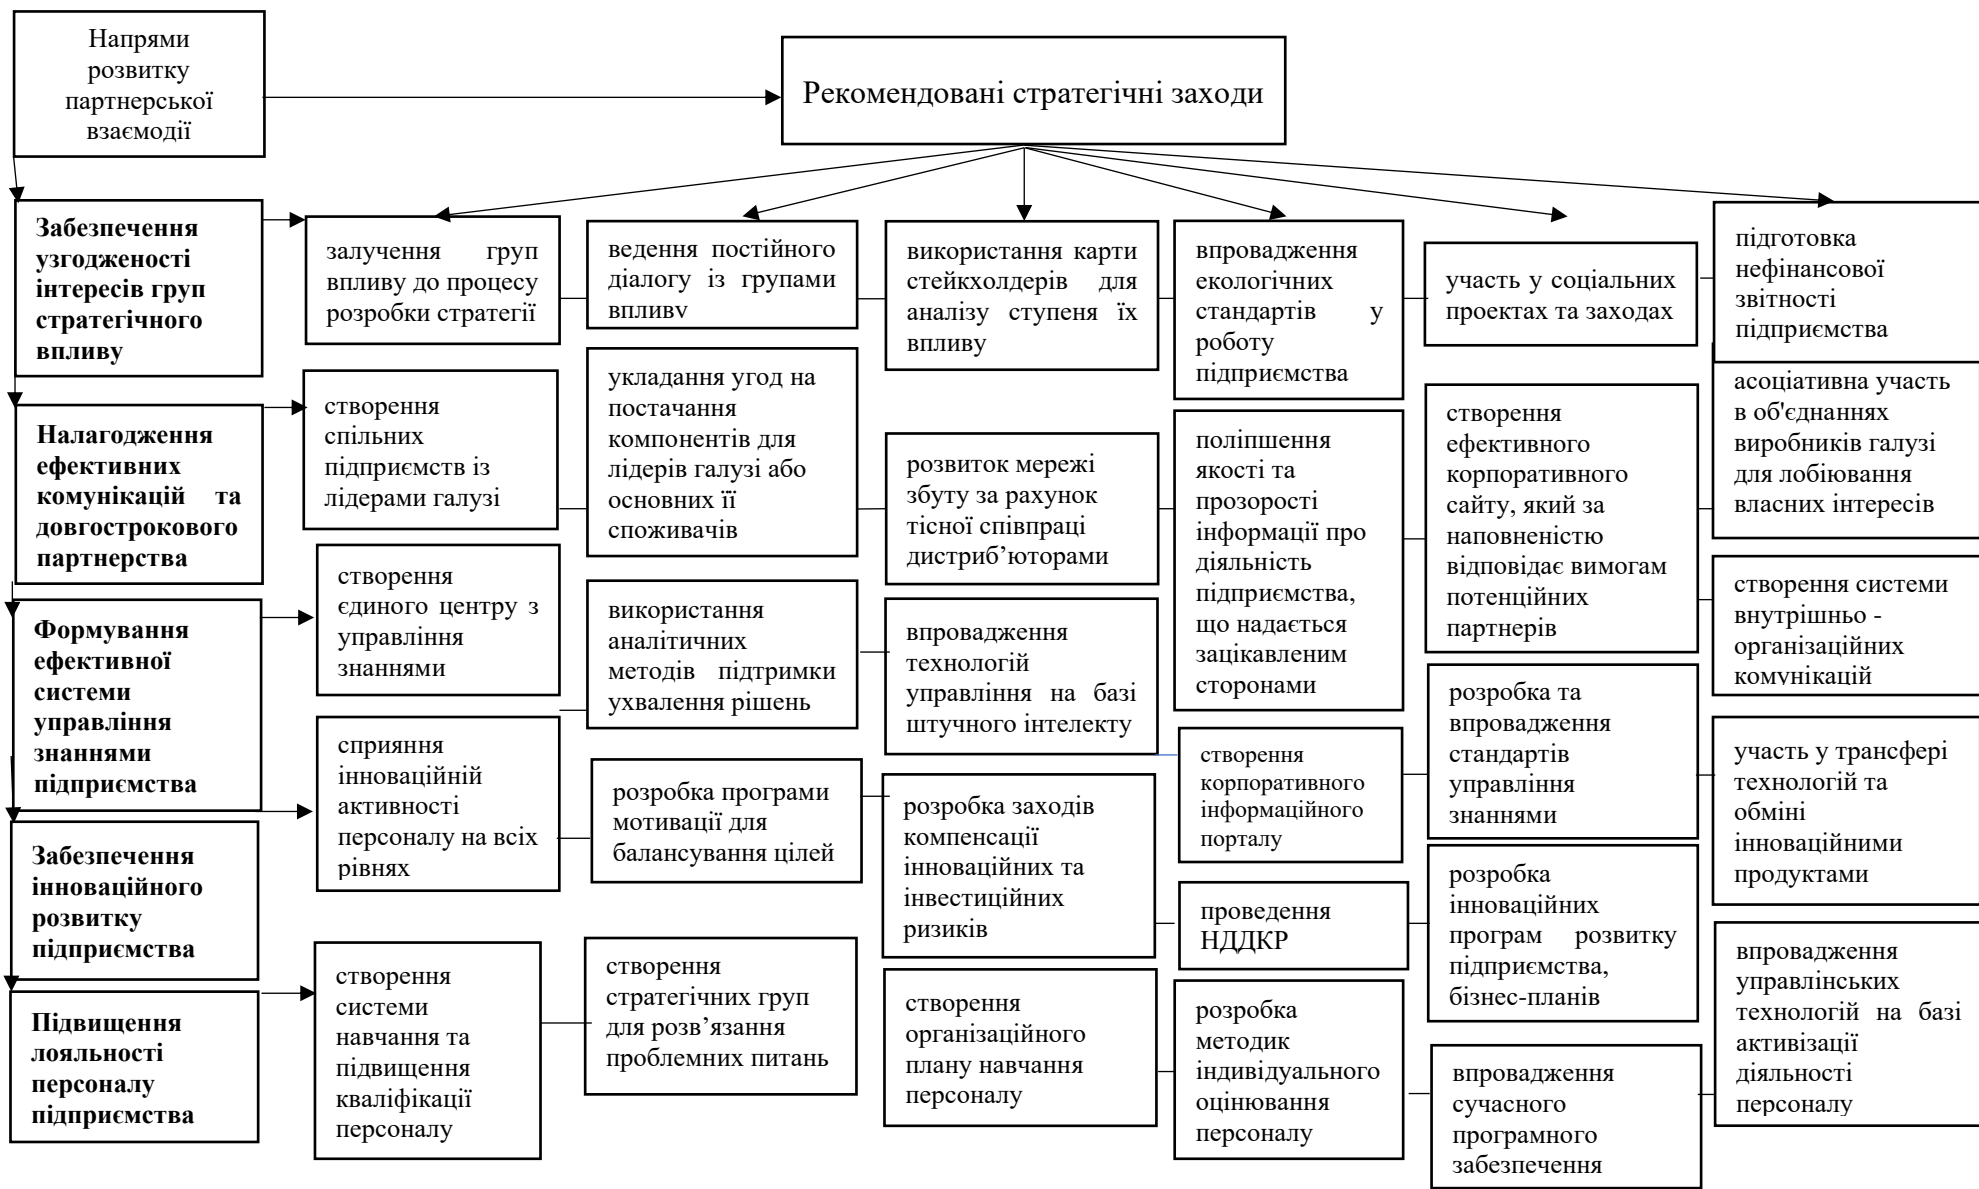 Напрями
розвитку
партнерської
взаємодії
Рекомендовані стратегічні заходи
Забезпечення
узгодженості
інтересів груп
стратегічного
впливу
залучення груп
впливу до процесу
розробки стратегії
ведення постійного
діалогу із групами
впливу
використання карти
стейкхолдерів для
аналізу ступеня їх
впливу
впровадження
екологічних
стандартів у
роботу
підприємства
участь у соціальних
проектах та заходах
підготовка
нефінансової
звітності
підприємства
Налагодження
ефективних
комунікацій та
довгострокового
партнерства
створення
спільних
підприємств із
лідерами галузі
укладання угод на
постачання
компонентів для
лідерів галузі або
основних її
споживачів
розвиток мережі
збуту за рахунок
тісної співпраці
дистриб’юторами
поліпшення
якості та
прозорості
інформації про
діяльність
підприємства,
що надається
зацікавленим
сторонами
створення
ефективного
корпоративного
сайту, який за
наповненістю
відповідає вимогам
потенційних
партнерів
асоціативна участь
в об'єднаннях
виробників галузі
для лобіювання
власних інтересів
Формування
ефективної
системи
управління
знаннями
підприємства
створення
єдиного центру з
управління
знаннями
використання
аналітичних
методів підтримки
ухвалення рішень
впровадження
технологій
управління на базі
штучного інтелекту
створення
корпоративного
інформаційного
порталу
розробка та
впровадження
стандартів
управління
знаннями
створення системи
внутрішньо -
організаційних
комунікацій
Забезпечення
інноваційного
розвитку
підприємства
сприяння
інноваційній
активності
персоналу на всіх
рівнях
розробка програми
мотивації для
балансування цілей
розробка заходів
компенсації
інноваційних та
інвестиційних
ризиків
проведення
НДДКР
розробка
інноваційних
програм розвитку
підприємства,
бізнес-планів
участь у трансфері
технологій та
обміні
інноваційними
продуктами
Підвищення
лояльності
персоналу
підприємства
створення
системи
навчання та
підвищення
кваліфікації
персоналу
створення
стратегічних груп
для розв’язання
проблемних питань
створення
організаційного
плану навчання
персоналу
розробка
методик
індивідуального
оцінювання
персоналу
впровадження
сучасного
програмного
забезпечення
впровадження
управлінських
технологій на базі
активізації
діяльності
персоналу